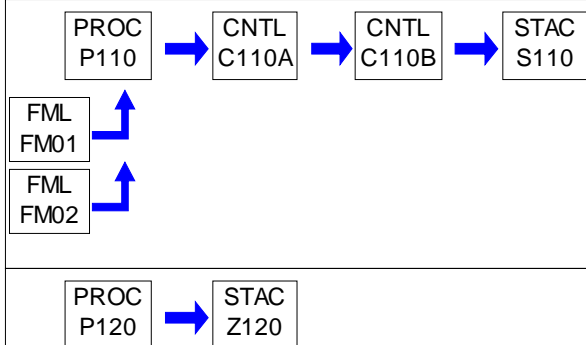 PROC
P110
CNTL
C110A
CNTL
C110B
STAC
S110
FML
FM01
FML
FM02
PROC
P120
STAC
Z120